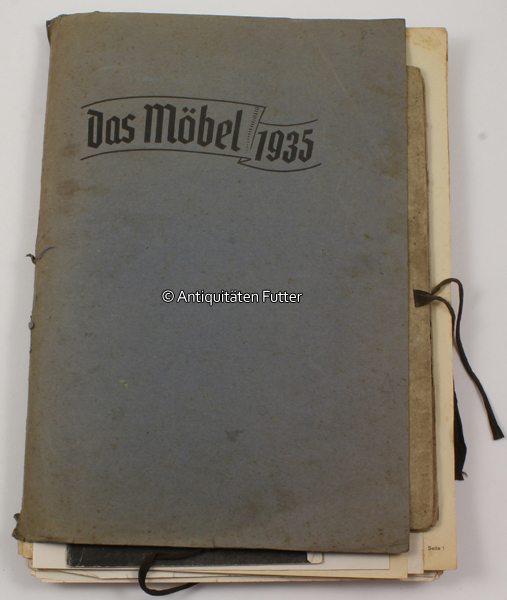 das Möbel 1935
© Antiquitäten Futter
Seite 1